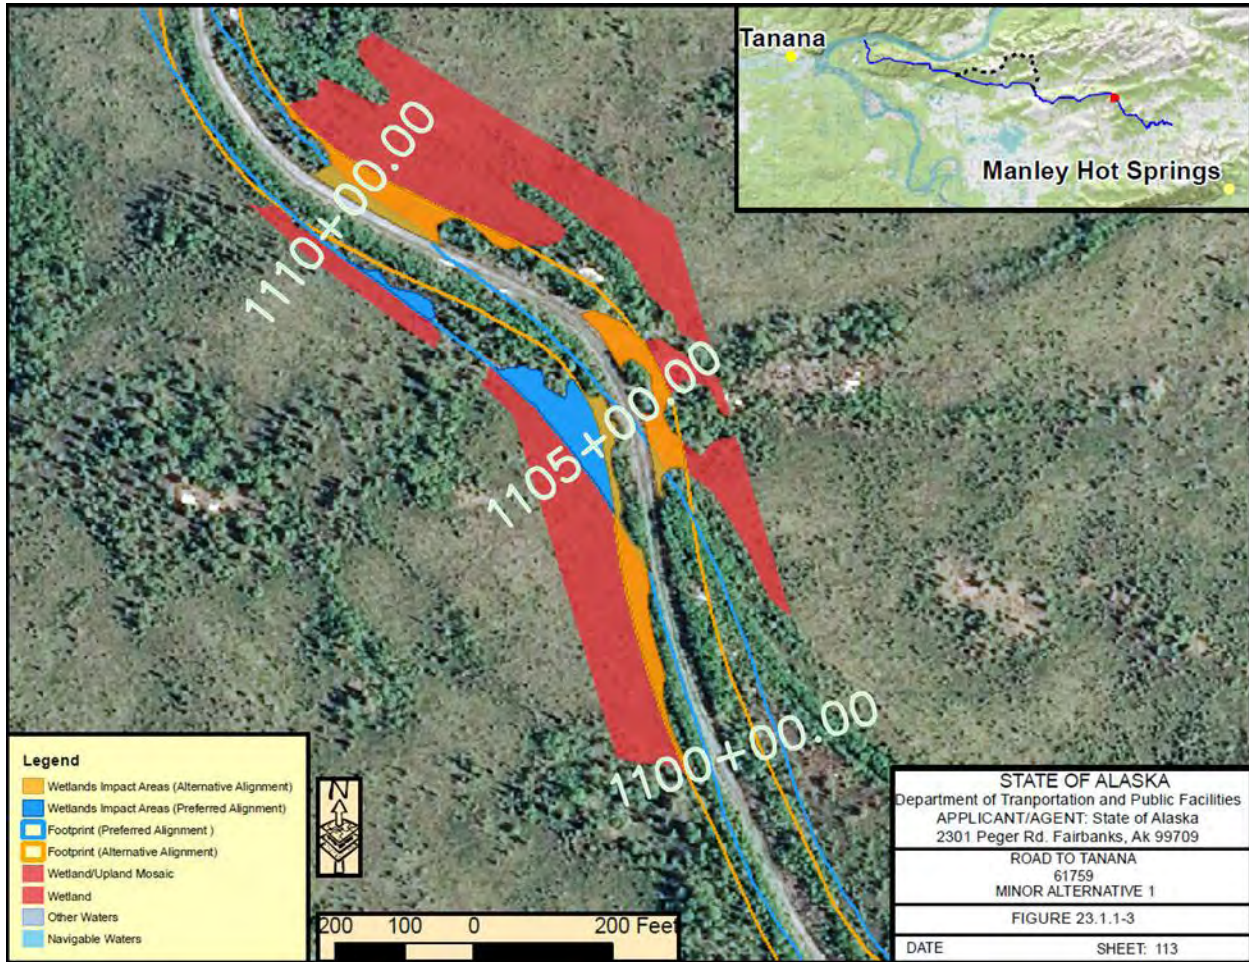 Tanana
Manley Hot Springs
1110+00.00
1105+00.00
1100+00.00
Legend
Wetlands Impact Areas (Alternative Alignment)
Wetlands Impact Areas (Preferred Alignment)
Footprint (Preferred Alignment )
Footprint (Alternative Alignment)
Wetland/Upland Mosaic
Wetland
Other Waters
Navigable Waters
N
200 100 0 200 Feet
STATE OF ALASKA
Department of Tranportation and Public Facilities
APPLICANT/AGENT: State of Alaska
2301 Peger Rd. Fairbanks, Ak 99709
ROAD TO TANANA
61759
MINOR ALTERNATIVE 1
FIGURE 23.1.1-3
DATE SHEET: 113